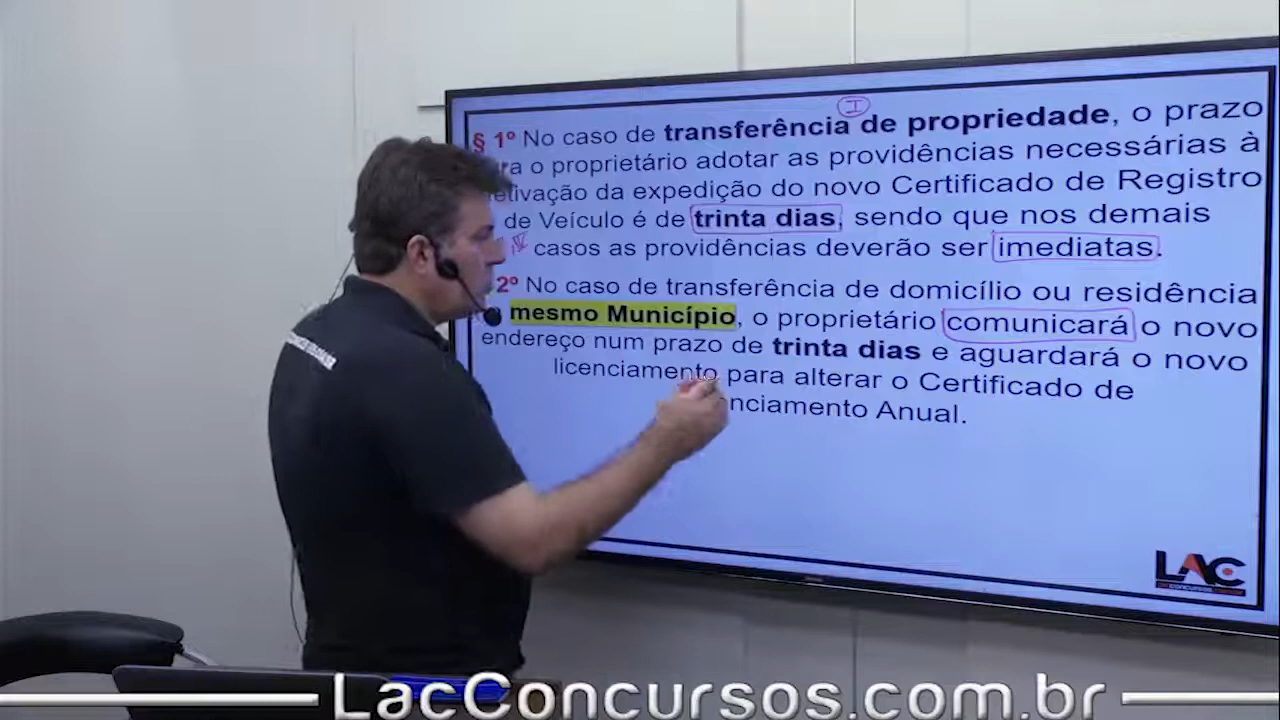 I
§ 1º No caso de transferência de propriedade, o prazo
ra o proprietário adotar as providências necessárias à
etivação da expedição do novo Certificado de Registro
de Veículo é de trinta dias, sendo que nos demais
casos as providências deverão ser imediatas.
2º No caso de transferência de domicílio ou residência
mesmo Município, o proprietário comunicará o novo
endereço num prazo de trinta dias e aguardará o novo
licenciamento para alterar o Certificado de
nciamento Anual.
LAC
LacConcursos.com.br